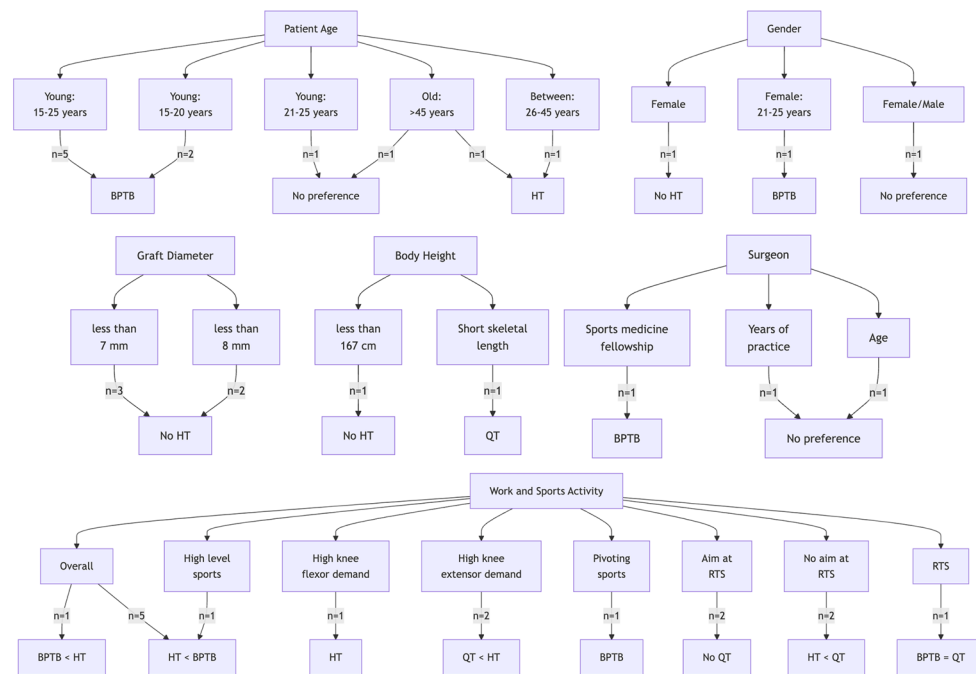 Patient Age
Gender
Young:
15-25 years
Young:
15-20 years
Young:
21-25 years
Old:
>45 years
Between:
26-45 years
Female
Female:
21-25 years
Female/Male
n=5
n=2
n=1
n=1
n=1
n=1
n=1
n=1
n=1
BPTB
No preference
HT
No HT
BPTB
No preference
Graft Diameter
Body Height
Surgeon
less than
7 mm
less than
8 mm
less than
167 cm
Short skeletal
length
Sports medicine
fellowship
Years of
practice
Age
n=3
n=2
n=1
n=1
n=1
n=1
n=1
No HT
No HT
QT
BPTB
No preference
Work and Sports Activity
Overall
High level
sports
High knee
flexor demand
High knee
extensor demand
Pivoting
sports
Aim at
RTS
No aim at
RTS
RTS
n=1
n=5
n=1
n=1
n=2
n=1
n=2
n=2
n=1
BPTB < HT
HT < BPTB
HT
QT < HT
BPTB
No QT
HT < QT
BPTB = QT